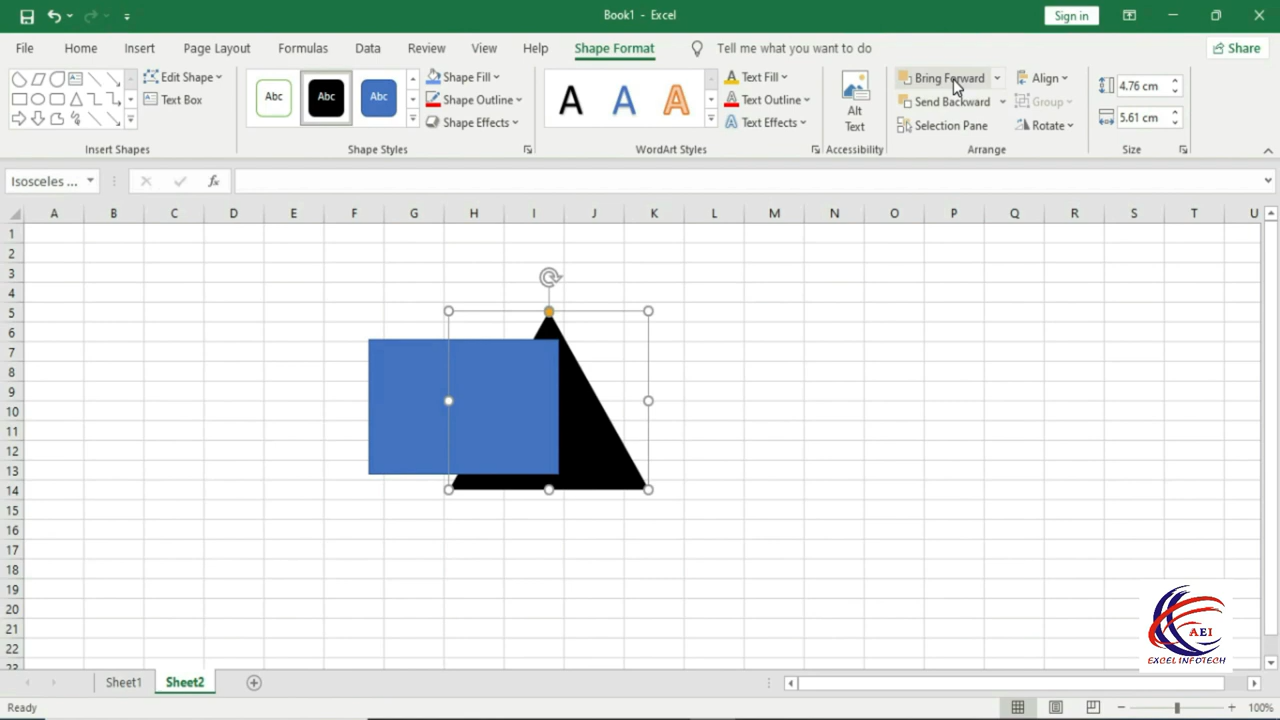 Book1 - Excel
Sign in
File Home Insert Page Layout Formulas Data Review View Help Shape Format Tell me what you want to do Share
Edit Shape
Text Box
Insert Shapes
Abc Abc Abc
Shape Fill
Shape Outline
Shape Effects
Shape Styles
A A A
Text Fill
Text Outline
Text Effects
WordArt Styles
Alt
Text
Accessibility
Bring Forward
Send Backward
Selection Pane
Align
Group
Rotate
Arrange
4.76 cm
5.61 cm
Size
Isosceles ...
fx
A B C D E F G H I J K L M N O P Q R S T U
1
2
3
4
5
6
7
8
9
10
11
12
13
14
15
16
17
18
19
20
21
22
23
AEI
EXCEL INFOTECH
Sheet1 Sheet2
Ready
100%